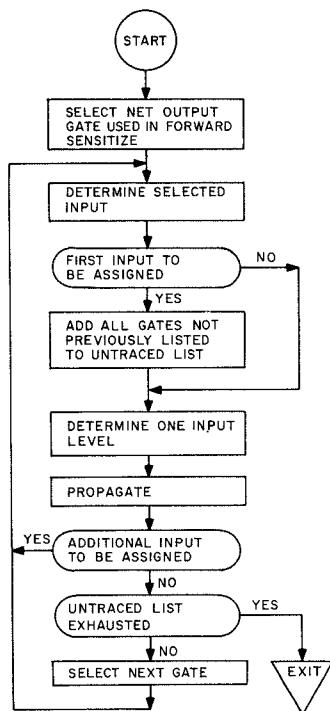 START
SELECT NET OUTPUT
GATE USED IN FORWARD
SENSITIZE
DETERMINE SELECTED
INPUT
FIRST INPUT TO
BE ASSIGNED
NO
YES
ADD ALL GATES NOT
PREVIOUSLY LISTED
TO UNTRACED LIST
DETERMINE ONE INPUT
LEVEL
PROPAGATE
YES
ADDITIONAL INPUT
TO BE ASSIGNED
NO
UNTRACED LIST
EXHAUSTED
YES
NO
SELECT NEXT GATE
EXIT